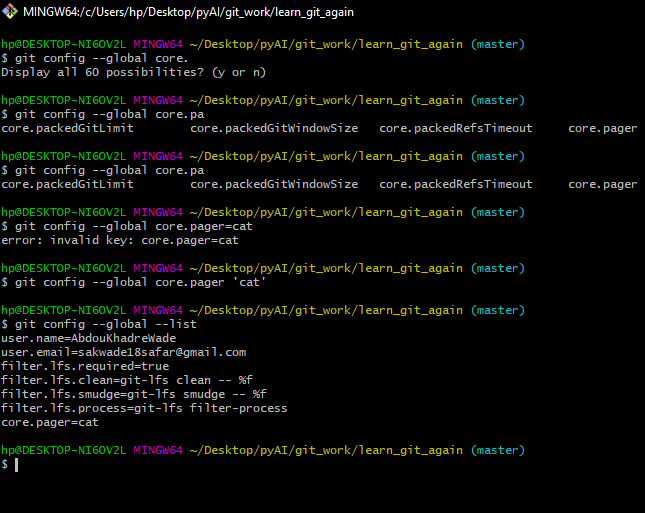 MINGW64:/c/Users/hp/Desktop/pyAI/git_work/learn_git_again
hp@DESKTOP-NI6OV2L MINGW64 ~/Desktop/pyAI/git_work/learn_git_again (master)
$ git config --global core.
Display all 60 possibilities? (y or n)
hp@DESKTOP-NI6OV2L MINGW64 ~/Desktop/pyAI/git_work/learn_git_again (master)
$ git config --global core.pa
core.packedGitLimit core.packedGitWindowSize core.packedRefsTimeout core.pager
hp@DESKTOP-NI6OV2L MINGW64 ~/Desktop/pyAI/git_work/learn_git_again (master)
$ git config --global core.pa
core.packedGitLimit core.packedGitWindowSize core.packedRefsTimeout core.pager
hp@DESKTOP-NI6OV2L MINGW64 ~/Desktop/pyAI/git_work/learn_git_again (master)
$ git config --global core.pager=cat
error: invalid key: core.pager=cat
hp@DESKTOP-NI6OV2L MINGW64 ~/Desktop/pyAI/git_work/learn_git_again (master)
$ git config --global core.pager 'cat'
hp@DESKTOP-NI6OV2L MINGW64 ~/Desktop/pyAI/git_work/learn_git_again (master)
$ git config --global --list
user.name=AbdouKhadreWade
user.email=sakwade18safar@gmail.com
filter.lfs.required=true
filter.lfs.clean=git-lfs clean -- %f
filter.lfs.smudge=git-lfs smudge -- %f
filter.lfs.process=git-lfs filter-process
core.pager=cat
hp@DESKTOP-NI6OV2L MINGW64 ~/Desktop/pyAI/git_work/learn_git_again (master)
$